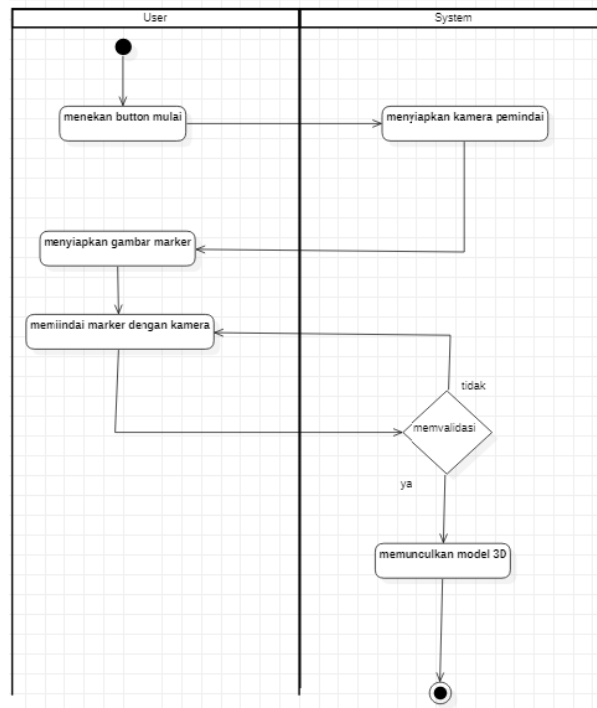 User
System
menekan button mulai
menyiapkan kamera pemindai
menyiapkan gambar marker
memiindai marker dengan kamera
tidak
memvalidasi
ya
memunculkan model 3D